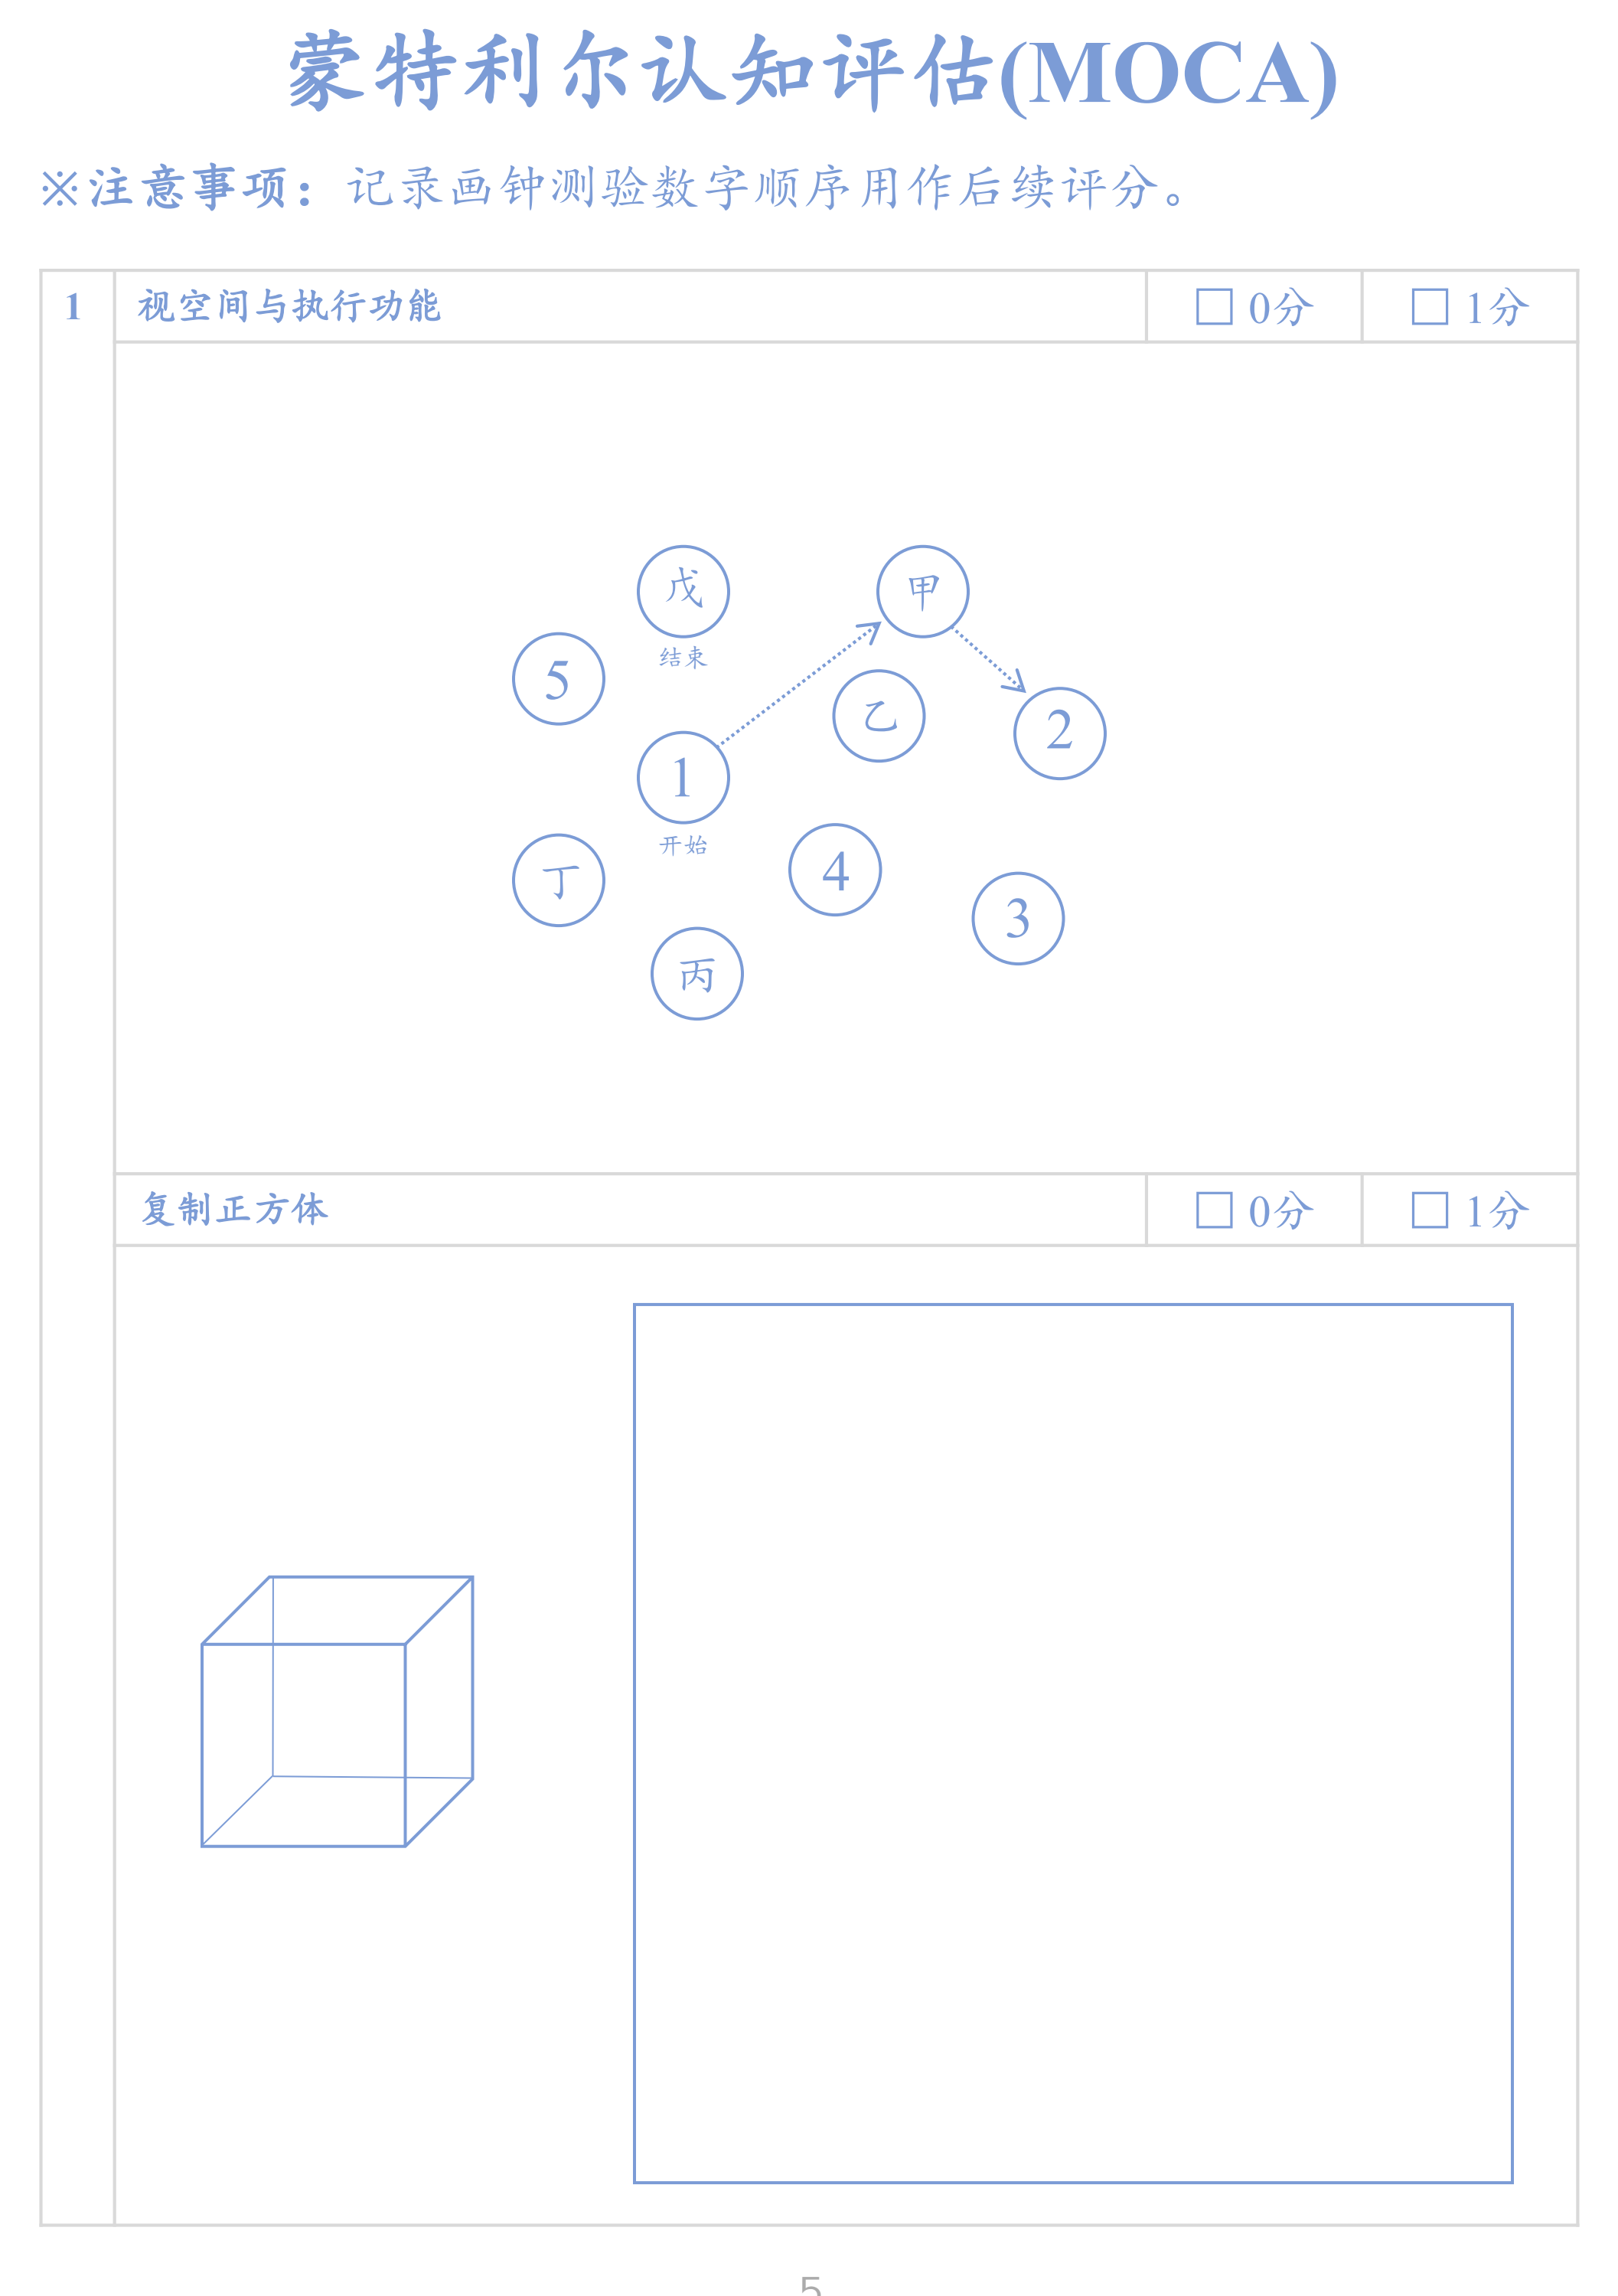 蒙特利尔认知评估(MOCA)
※注意事项：记录画钟测验数字顺序用作后续评分。
1 视空间与执行功能 □ 0分 □ 1分
戊 甲
结束
5
乙 2
1
开始
4
丁
3
丙
复制正方体 □ 0分 □ 1分
5